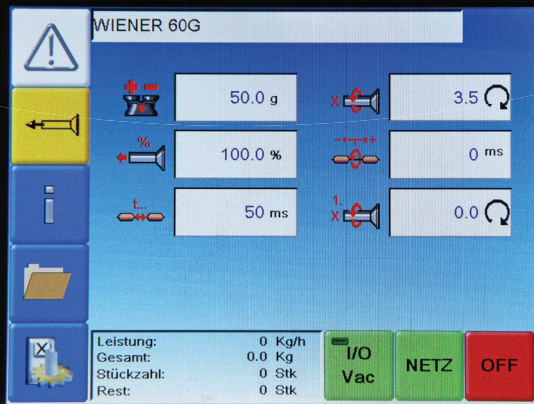 WIENER 60G
50.0 g
X 3.5
% 100.0 %
-+ 0 ms
t... 50 ms
1. X 0.0
i
Leistung: 0 Kg/h
Gesamt: 0.0 Kg
Stückzahl: 0 Stk
Rest: 0 Stk
I/O
Vac
NETZ
OFF
X